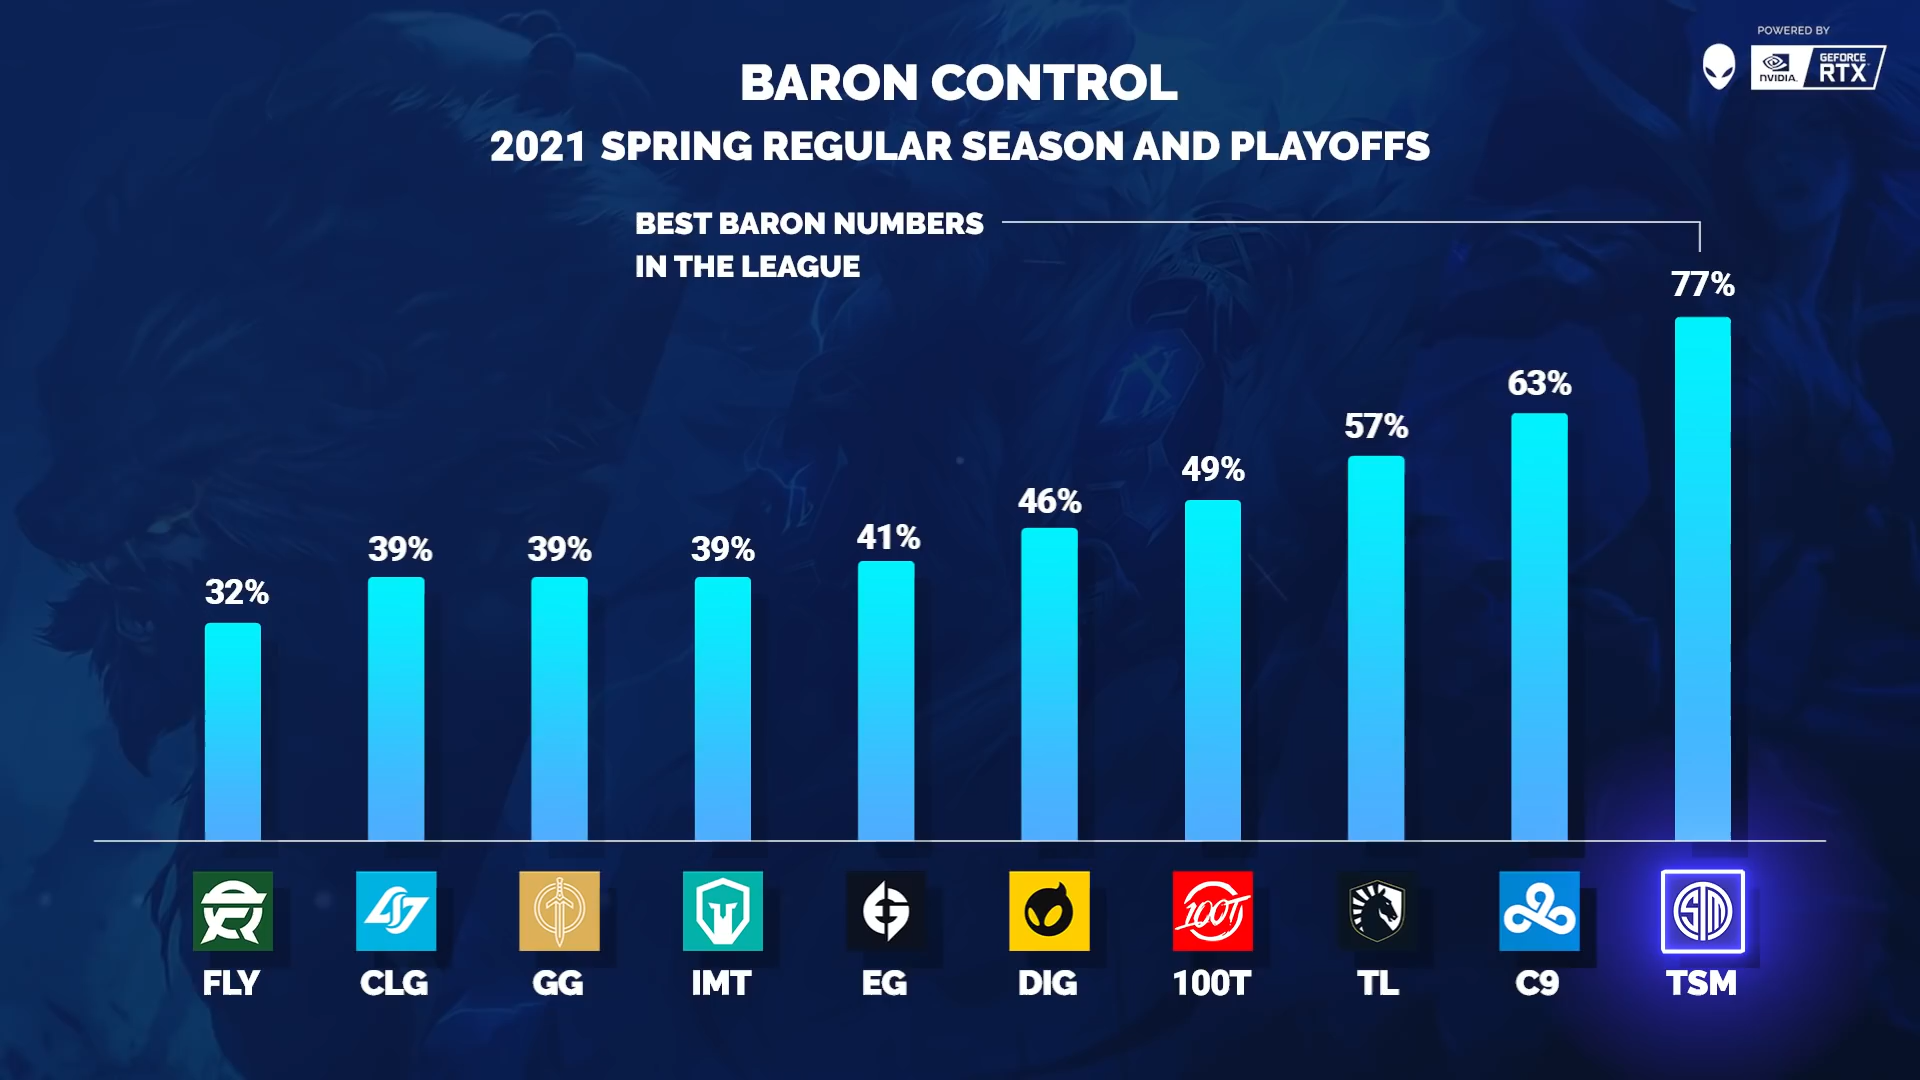 POWERED BY
NVIDIA.
GEFORCE
RTX
BARON CONTROL
2021 SPRING REGULAR SEASON AND PLAYOFFS
BEST BARON NUMBERS
IN THE LEAGUE
32%
39%
39%
39%
41%
46%
49%
57%
63%
77%
100T
TSM
FLY
CLG
GG
IMT
EG
DIG
100T
TL
C9
TSM